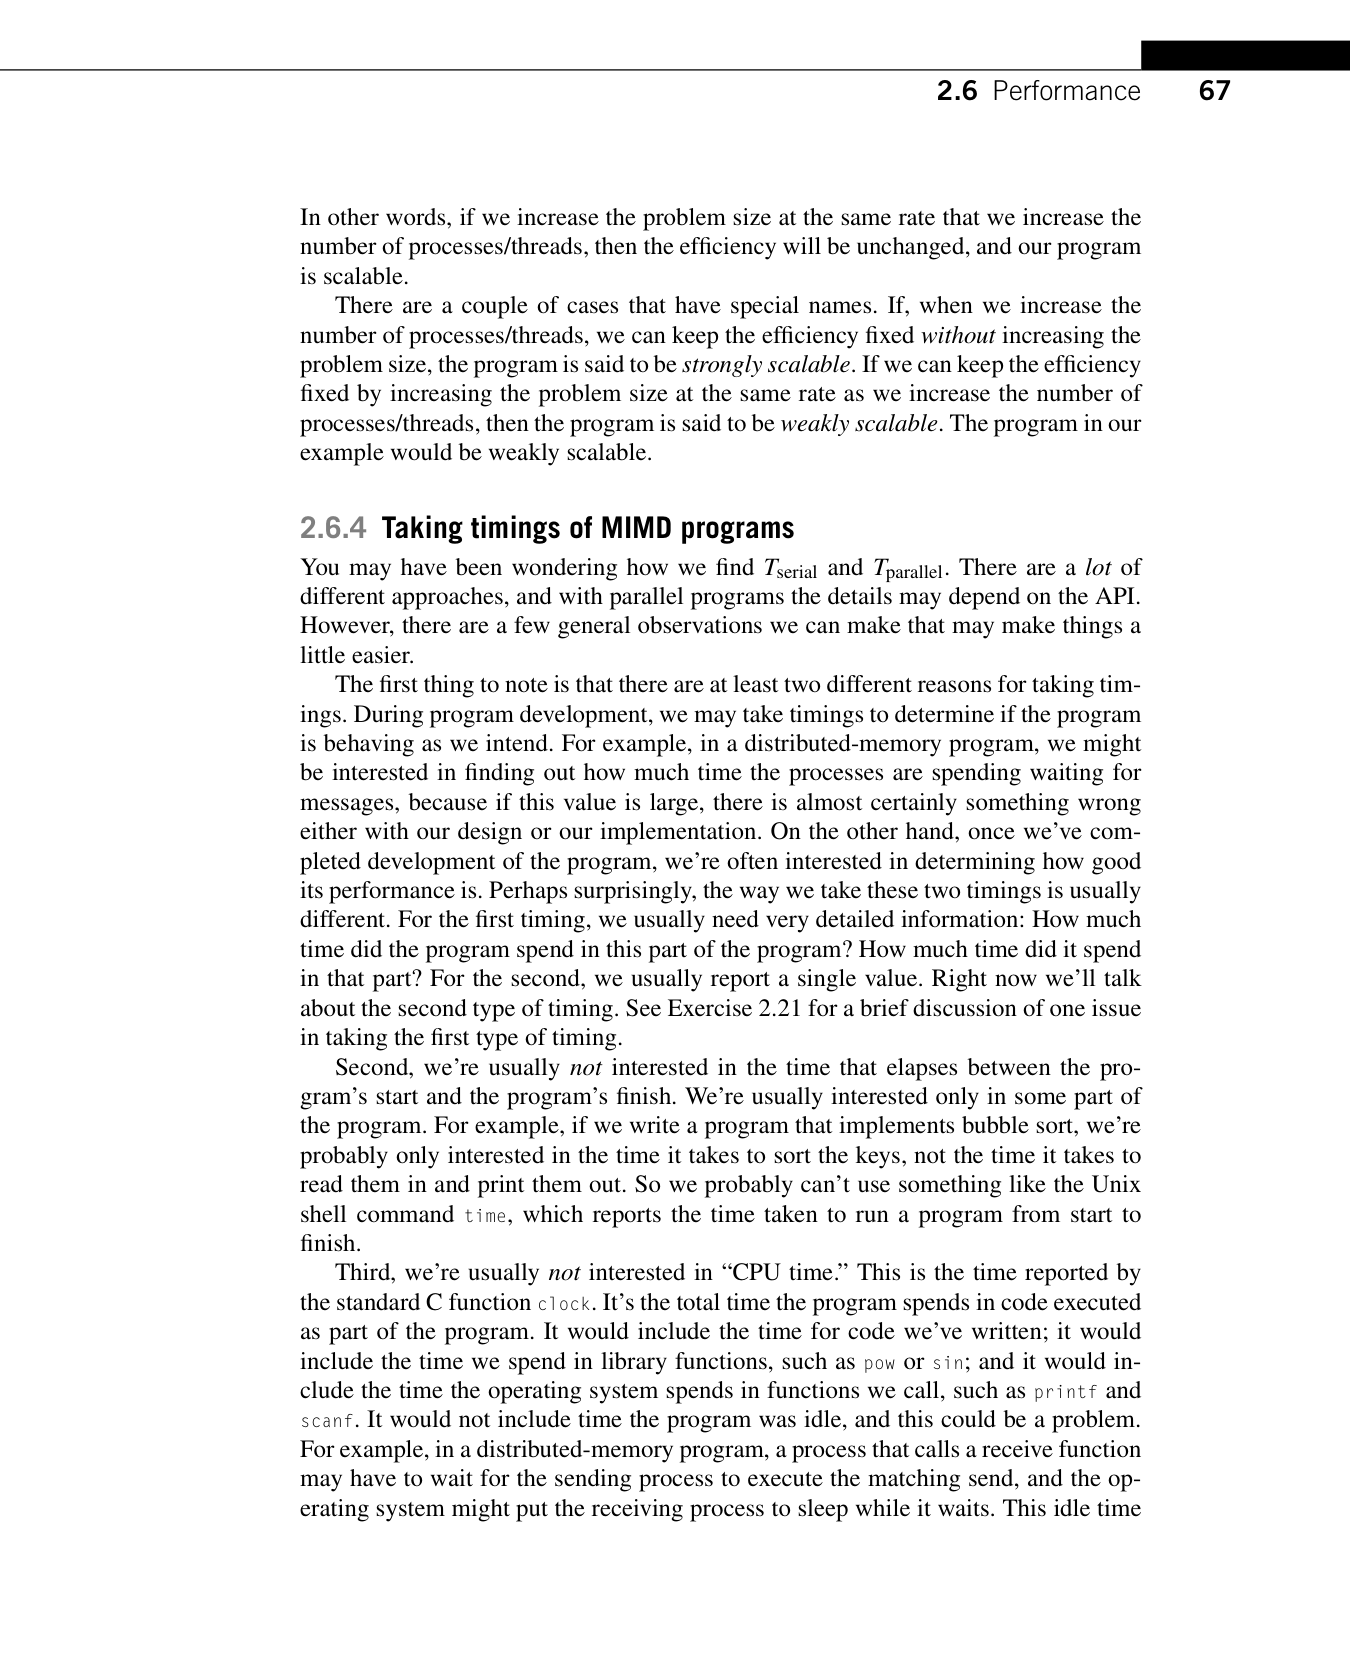 2.6 Performance 67
In other words, if we increase the problem size at the same rate that we increase the
number of processes/threads, then the efficiency will be unchanged, and our program
is scalable.
There are a couple of cases that have special names. If, when we increase the
number of processes/threads, we can keep the efficiency fixed without increasing the
problem size, the program is said to be strongly scalable. If we can keep the efficiency
fixed by increasing the problem size at the same rate as we increase the number of
processes/threads, then the program is said to be weakly scalable. The program in our
example would be weakly scalable.
2.6.4 Taking timings of MIMD programs
You may have been wondering how we find Tserial and Tparallel. There are a lot of
different approaches, and with parallel programs the details may depend on the API.
However, there are a few general observations we can make that may make things a
little easier.
The first thing to note is that there are at least two different reasons for taking tim-
ings. During program development, we may take timings to determine if the program
is behaving as we intend. For example, in a distributed-memory program, we might
be interested in finding out how much time the processes are spending waiting for
messages, because if this value is large, there is almost certainly something wrong
either with our design or our implementation. On the other hand, once we’ve com-
pleted development of the program, we’re often interested in determining how good
its performance is. Perhaps surprisingly, the way we take these two timings is usually
different. For the first timing, we usually need very detailed information: How much
time did the program spend in this part of the program? How much time did it spend
in that part? For the second, we usually report a single value. Right now we’ll talk
about the second type of timing. See Exercise 2.21 for a brief discussion of one issue
in taking the first type of timing.
Second, we’re usually not interested in the time that elapses between the pro-
gram’s start and the program’s finish. We’re usually interested only in some part of
the program. For example, if we write a program that implements bubble sort, we’re
probably only interested in the time it takes to sort the keys, not the time it takes to
read them in and print them out. So we probably can’t use something like the Unix
shell command time, which reports the time taken to run a program from start to
finish.
Third, we’re usually not interested in “CPU time.” This is the time reported by
the standard C function clock. It’s the total time the program spends in code executed
as part of the program. It would include the time for code we’ve written; it would
include the time we spend in library functions, such as pow or sin; and it would in-
clude the time the operating system spends in functions we call, such as printf and
scanf. It would not include time the program was idle, and this could be a problem.
For example, in a distributed-memory program, a process that calls a receive function
may have to wait for the sending process to execute the matching send, and the op-
erating system might put the receiving process to sleep while it waits. This idle time